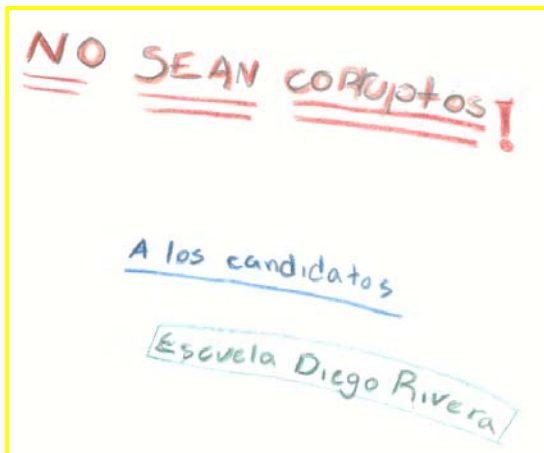 NO SEAN corruptos!
A los candidatos
Escuela Diego Rivera